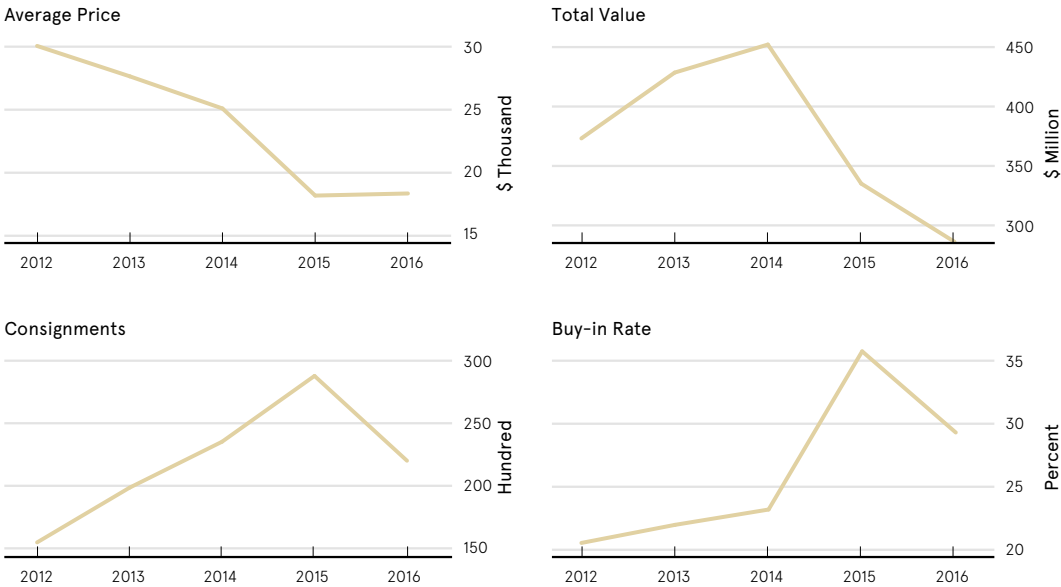 Average Price
30
25
20
15
$ Thousand
2012 2013 2014 2015 2016
Total Value
450
400
350
300
$ Million
2012 2013 2014 2015 2016
Consignments
300
250
200
150
Hundred
2012 2013 2014 2015 2016
Buy-in Rate
35
30
25
20
Percent
2012 2013 2014 2015 2016